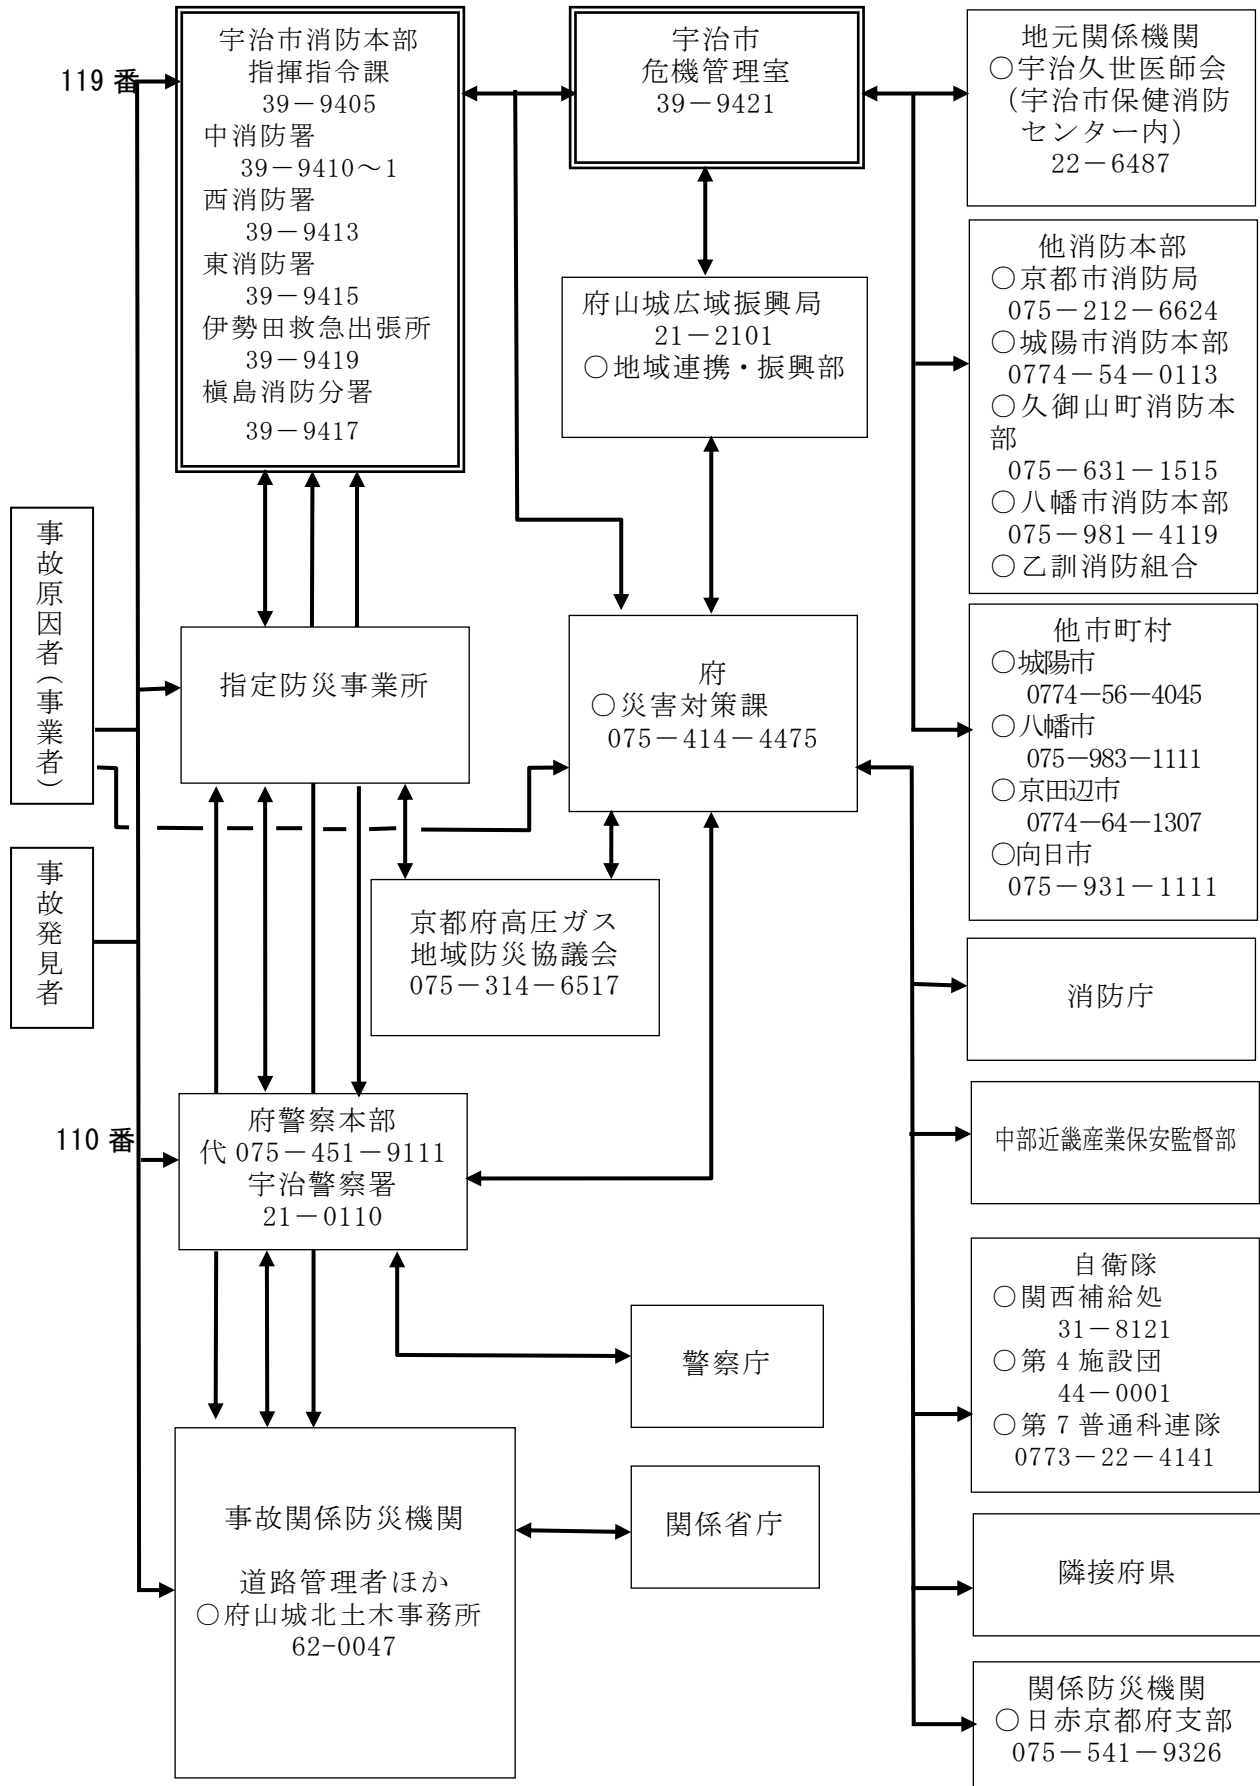 119 番
宇治市消防本部
指揮指令課
39－9405
中消防署
39－9410～1
西消防署
39－9413
東消防署
39－9415
伊勢田救急出張所
39－9419
槇島消防分署
39－9417
宇治市
危機管理室
39－9421
地元関係機関
○宇治久世医師会
（宇治市保健消防
センター内）
22－6487
府山城広域振興局
21－2101
○地域連携・振興部
他消防本部
○京都市消防局
075－212－6624
○城陽市消防本部
0774－54－0113
○久御山町消防本
部
075－631－1515
○八幡市消防本部
075－981－4119
○乙訓消防組合
事故原因者（事業者）
指定防災事業所
府
○災害対策課
075－414－4475
他市町村
○城陽市
0774－56－4045
○八幡市
075－983－1111
○京田辺市
0774－64－1307
○向日市
075－931－1111
事故発見者
京都府高圧ガス
地域防災協議会
075－314－6517
消防庁
110 番
府警察本部
代 075－451－9111
宇治警察署
21－0110
中部近畿産業保安監督部
警察庁
自衛隊
○関西補給処
31－8121
○第 4 施設団
44－0001
○第 7 普通科連隊
0773－22－4141
事故関係防災機関
道路管理者ほか
○府山城北土木事務所
62-0047
関係省庁
隣接府県
関係防災機関
○日赤京都府支部
075－541－9326